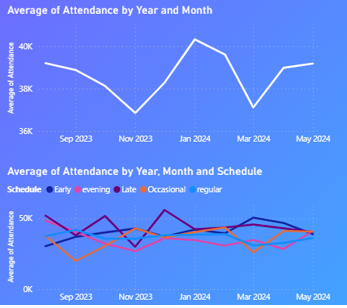 Average of Attendance by Year and Month
Average of Attendance
40K
38K
36K
Sep 2023 Nov 2023 Jan 2024 Mar 2024 May 2024
Average of Attendance by Year, Month and Schedule
Schedule Early evening Late Occasional regular
Average of Attendance
50K
0K
Sep 2023 Nov 2023 Jan 2024 Mar 2024 May 2024